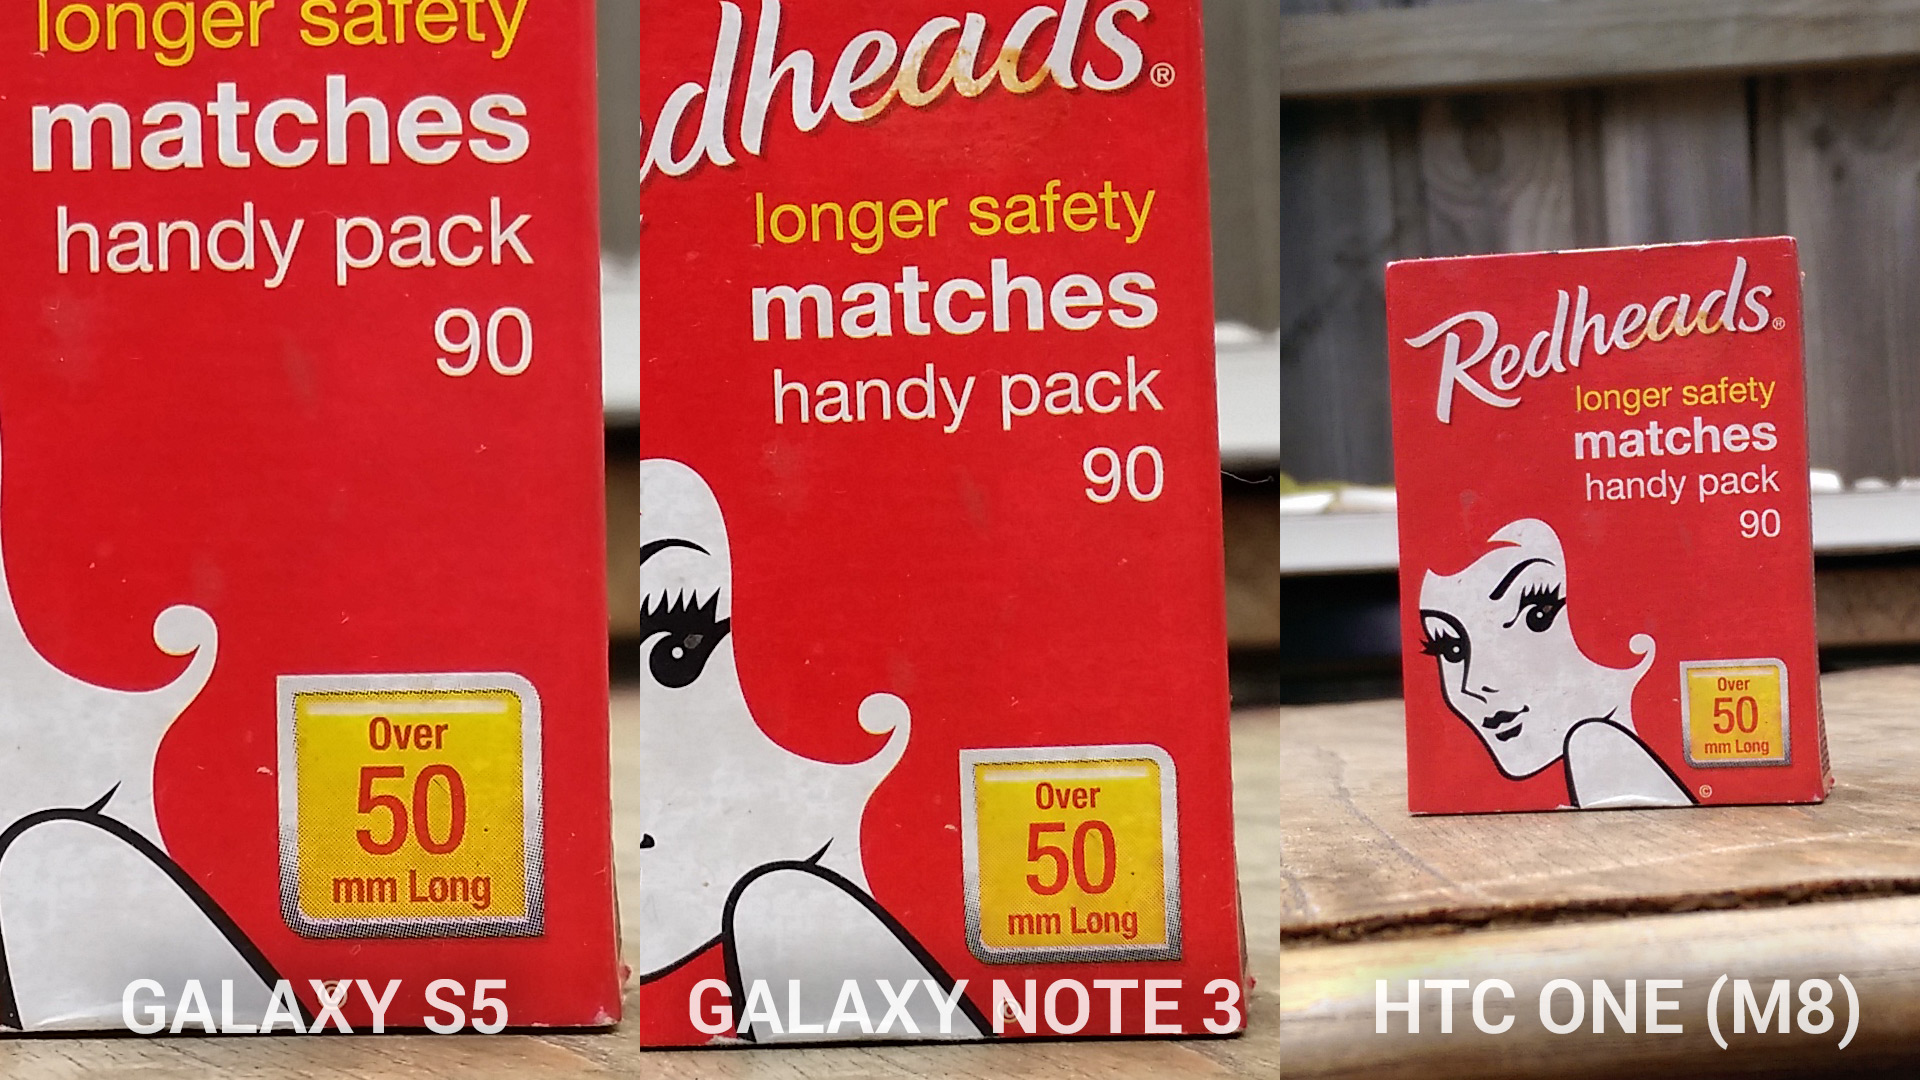 longer safety
matches
handy pack
90
Over
50
mm Long
©
GALAXY S5
dheads®
longer safety
matches
handy pack
90
Over
50
mm Long
©
GALAXY NOTE 3
Redheads®
longer safety
matches
handy pack
90
Over
50
mm Long
©
HTC ONE (M8)